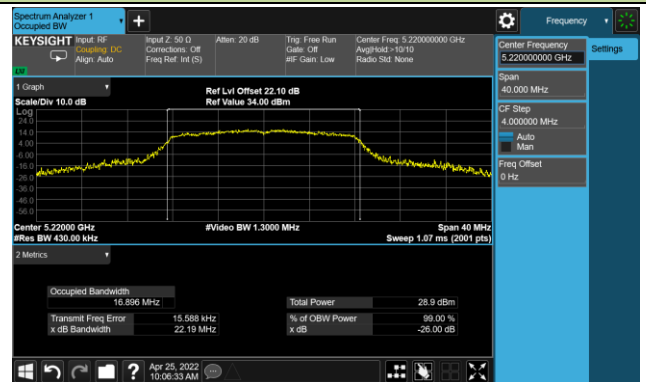 Spectrum Analyzer 1
Occupied BW
Frequency
KEYSIGHT
Input: RF
Coupling: DC
Align: Auto
Input Z: 50 Ω
Corrections: Off
Freq Ref: Int (S)
Atten: 20 dB
Trig: Free Run
Gate: Off
#IF Gain: Low
Center Freq: 5.220000000 GHz
Avg|Hold:>10/10
Radio Std: None
Center Frequency
5.220000000 GHz
Settings
Span
40.000 MHz
CF Step
4.000000 MHz
Auto
Man
Freq Offset
0 Hz
1 Graph
Scale/Div 10.0 dB
Ref Lvl Offset 22.10 dB
Ref Value 34.00 dBm
Log
24.0
14.0
4.00
-6.00
-16.0
-26.0
-36.0
-46.0
-56.0
Center 5.22000 GHz
#Res BW 430.00 kHz
#Video BW 1.3000 MHz
Span 40 MHz
Sweep 1.07 ms (2001 pts)
2 Metrics
Occupied Bandwidth
16.896 MHz
Total Power 28.9 dBm
Transmit Freq Error 15.588 kHz
% of OBW Power 99.00 %
x dB Bandwidth 22.19 MHz
x dB -26.00 dB
?
Apr 25, 2022
10:06:33 AM